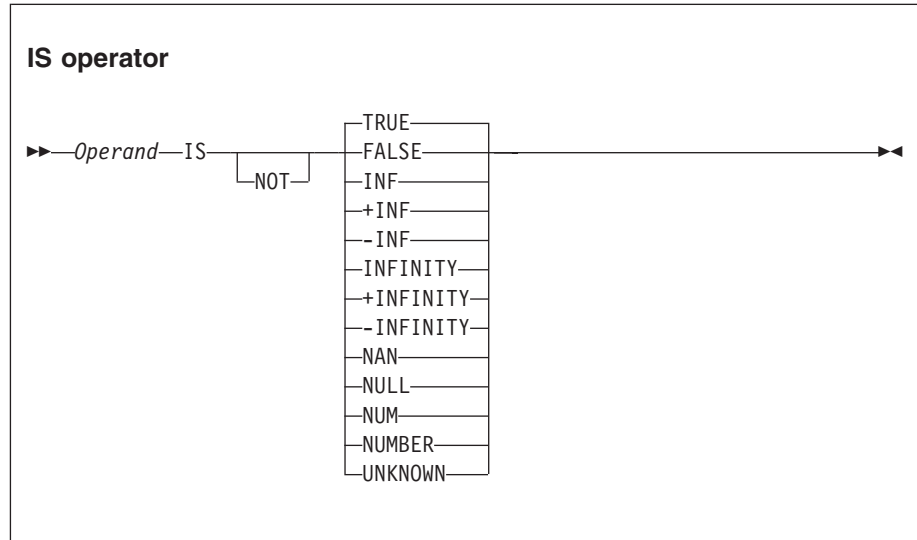 IS operator
TRUE
Operand IS FALSE
NOT INF
+INF
-INF
INFINITY
+INFINITY
-INFINITY
NAN
NULL
NUM
NUMBER
UNKNOWN